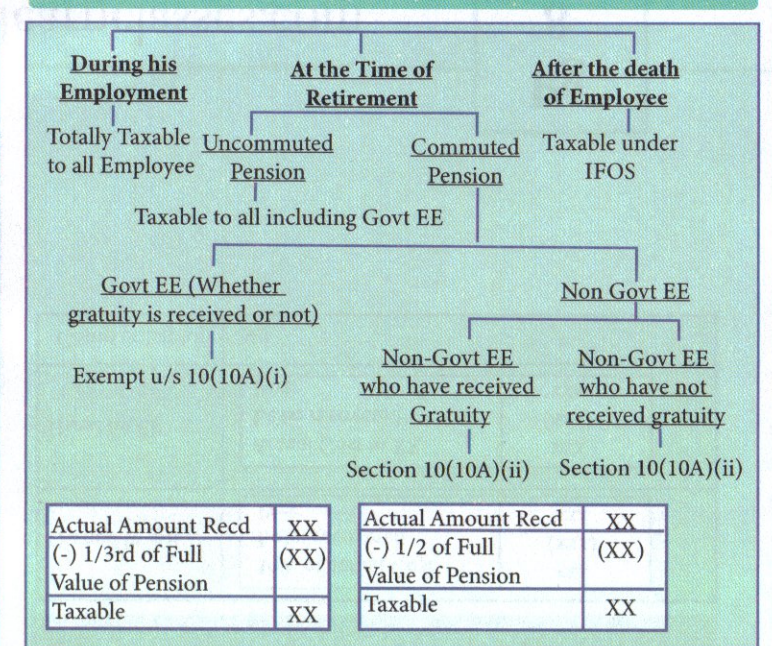 During his
Employment
Totally Taxable
to all Employee
At the Time of
Retirement
Uncommuted
Pension
Taxable to all including Govt EE
Commuted
Pension
After the death
of Employee
Taxable under
IFOS
Govt EE (Whether
gratuity is received or not)
Exempt u/s 10(10A)(i)
Non Govt EE
Non-Govt EE
who have received
Gratuity
Section 10(10A)(ii)
Non-Govt EE
who have not
received gratuity
Section 10(10A)(ii)
Actual Amount Recd XX
(-) 1/3rd of Full (XX)
Value of Pension
Taxable XX
Actual Amount Recd XX
(-) 1/2 of Full (XX)
Value of Pension
Taxable XX